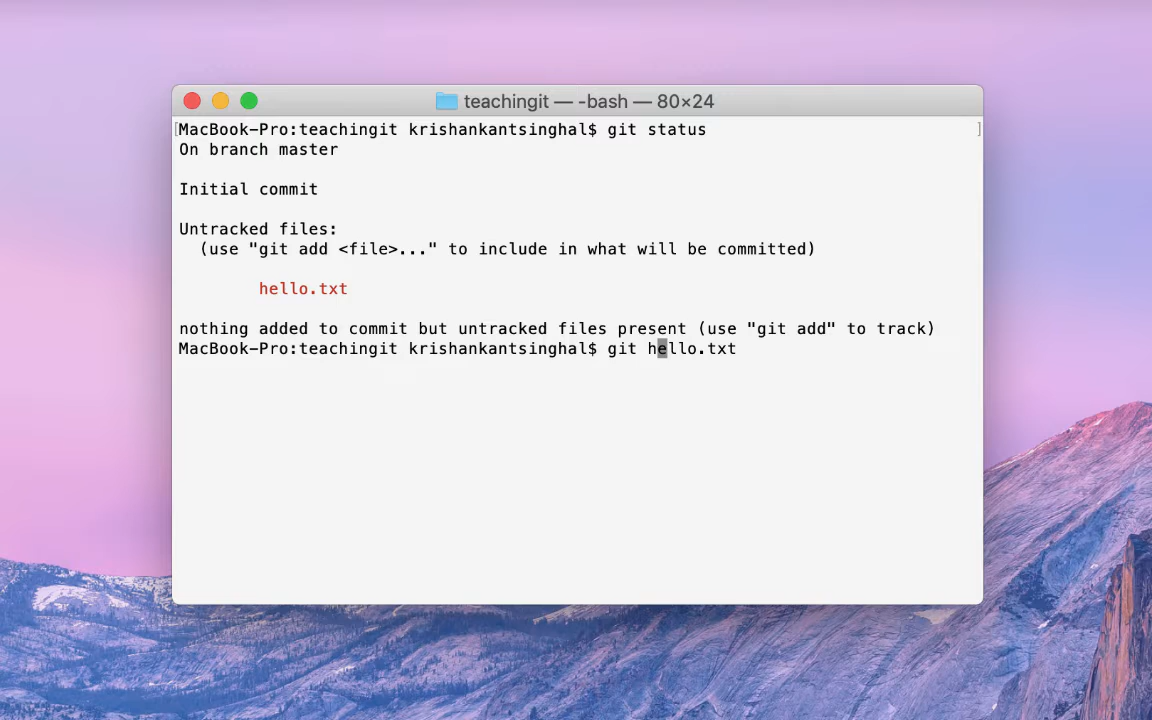 teachingit — -bash — 80×24
MacBook-Pro:teachingit krishankantsinghal$ git status
On branch master
Initial commit
Untracked files:
(use "git add <file>..." to include in what will be committed)
hello.txt
nothing added to commit but untracked files present (use "git add" to track)
MacBook-Pro:teachingit krishankantsinghal$ git hello.txt